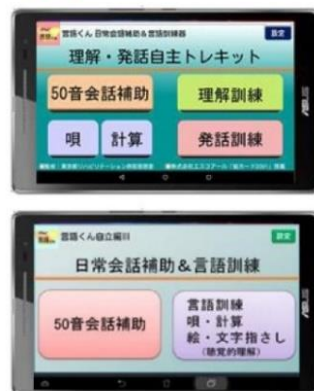 言語くん 日常会話補助&言語訓練器
設定
理解・発話自主トレキット
50音会話補助
理解訓練
唄
計算
発話訓練
ASUS
言語くん自立編III
設定
日常会話補助&言語訓練
50音会話補助
言語訓練
唄・計算
絵・文字指さし
(聴覚的理解)
ASUS